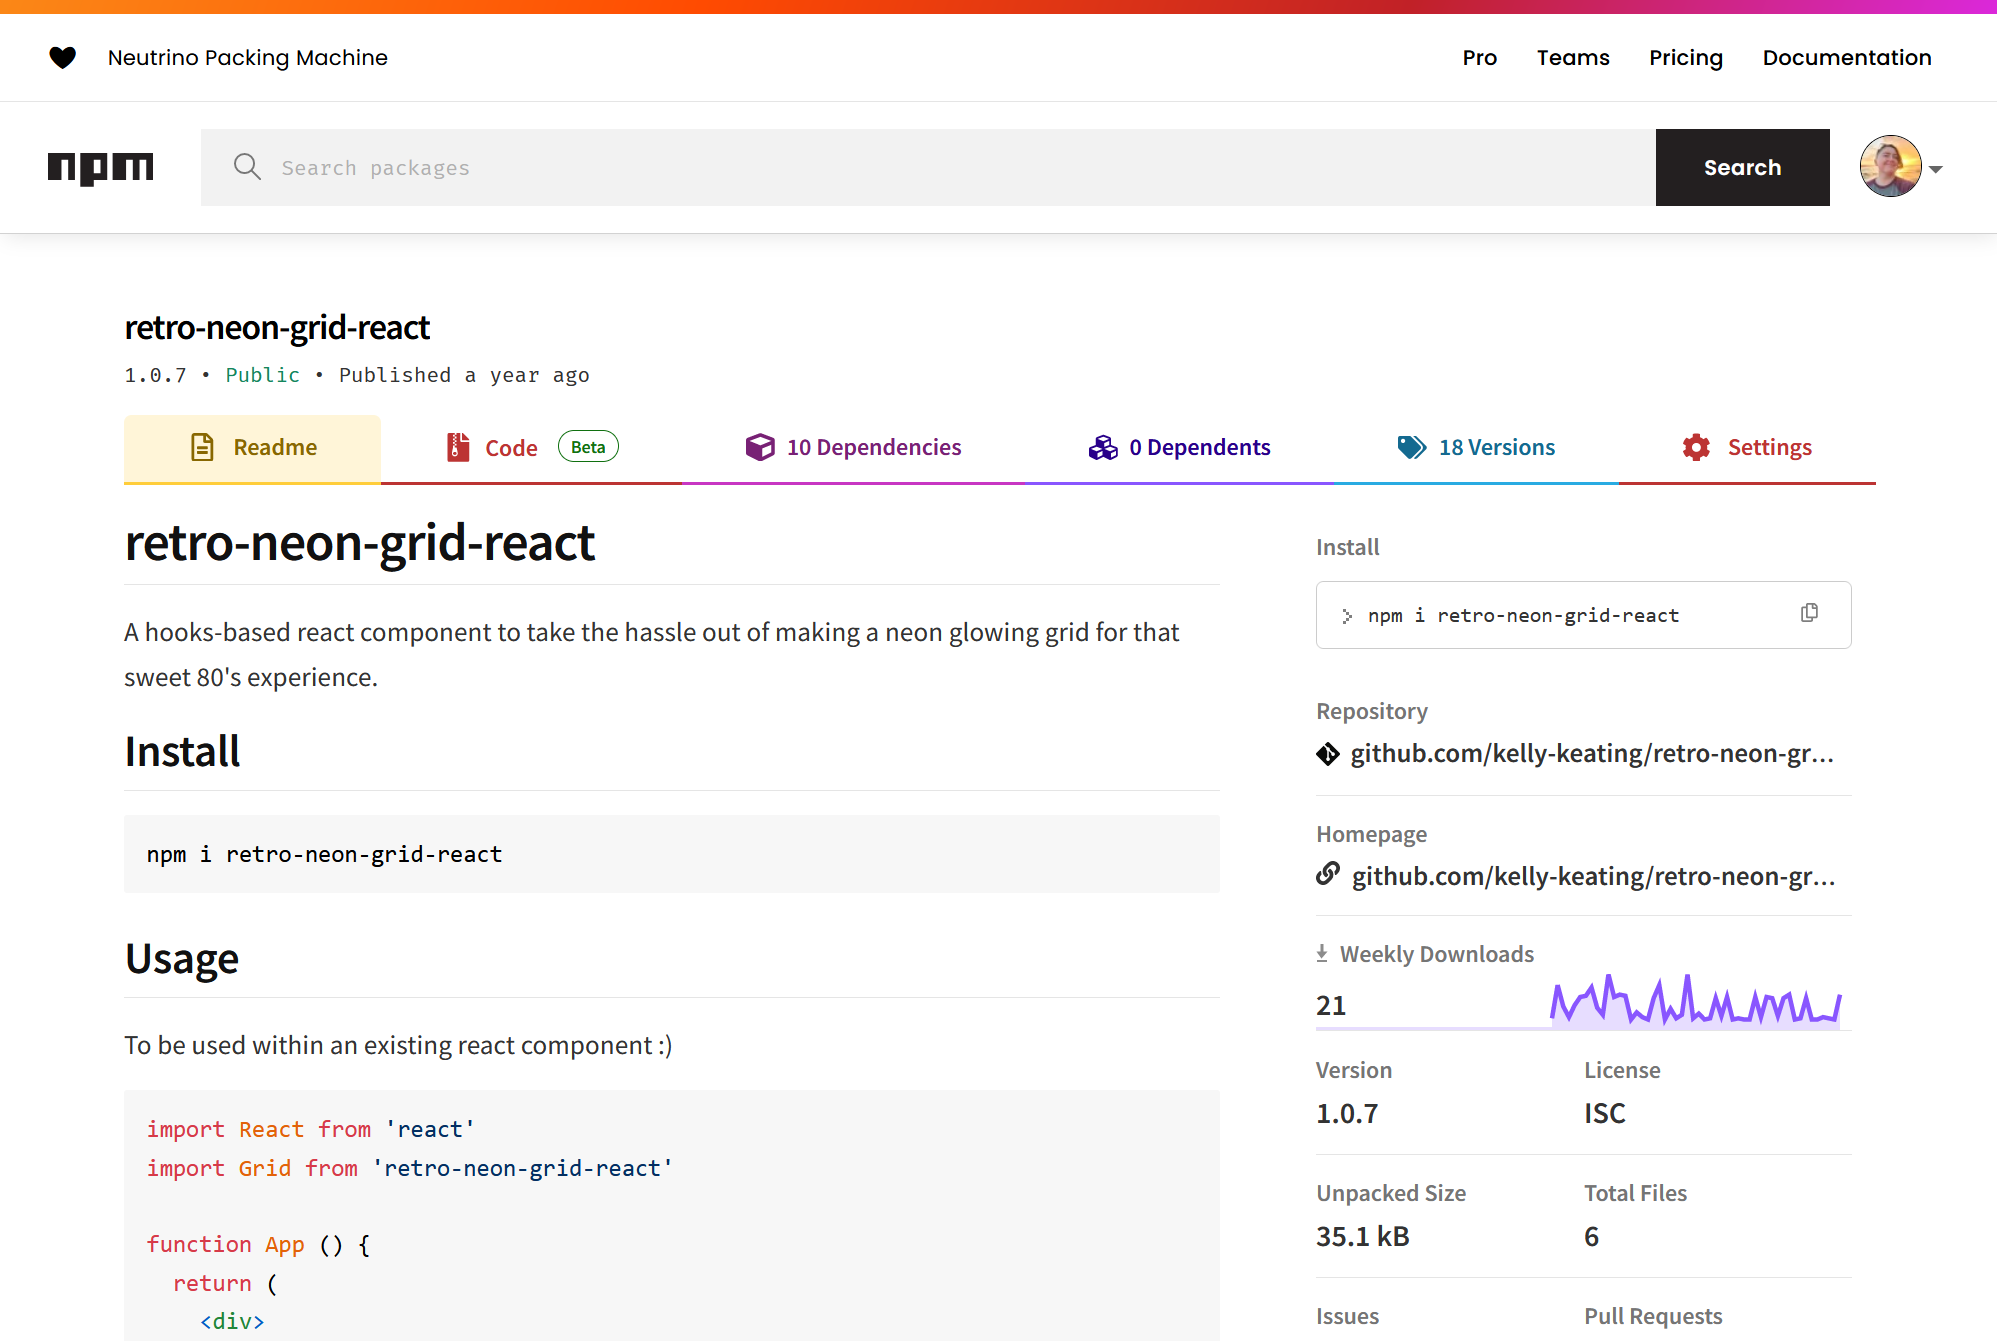 Neutrino Packing Machine
Pro Teams Pricing Documentation
npm
Search packages
Search
retro-neon-grid-react
1.0.7 • Public • Published a year ago
Readme
Code Beta
10 Dependencies
0 Dependents
18 Versions
Settings
retro-neon-grid-react
A hooks-based react component to take the hassle out of making a neon glowing grid for that
sweet 80's experience.
Install
npm i retro-neon-grid-react
Usage
To be used within an existing react component :)
import React from 'react'
import Grid from 'retro-neon-grid-react'
function App () {
return (
<div>
Install
> npm i retro-neon-grid-react
Repository
github.com/kelly-keating/retro-neon-gr...
Homepage
github.com/kelly-keating/retro-neon-gr...
Weekly Downloads
21
Version
1.0.7
License
ISC
Unpacked Size
35.1 kB
Total Files
6
Issues
Pull Requests